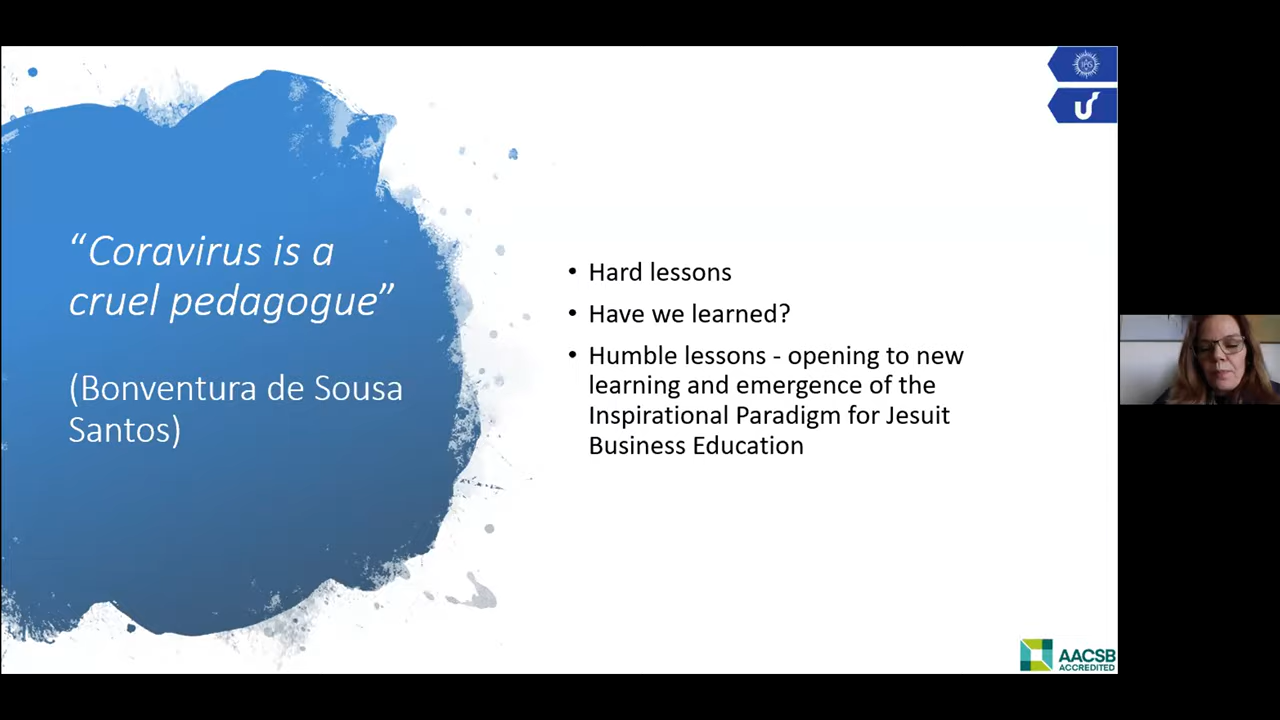 “Coravirus is a
cruel pedagogue”
(Bonventura de Sousa
Santos)
• Hard lessons
• Have we learned?
• Humble lessons - opening to new
learning and emergence of the
Inspirational Paradigm for Jesuit
Business Education
IHS
AACSB
ACCREDITED